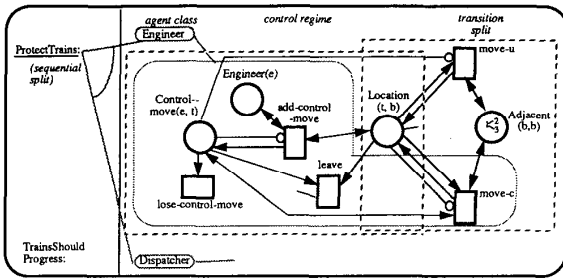 agent class
control regime
transition
split
Engineer
ProtectTrains:
(sequential
split)
move-u
Engineer(e)
Control--
move(e, t)
add-control
-move
Location
(t, b)
Adjacent
(b,b)
leave
lose-control-move
move-c
TrainsShould
Progress:
Dispatcher